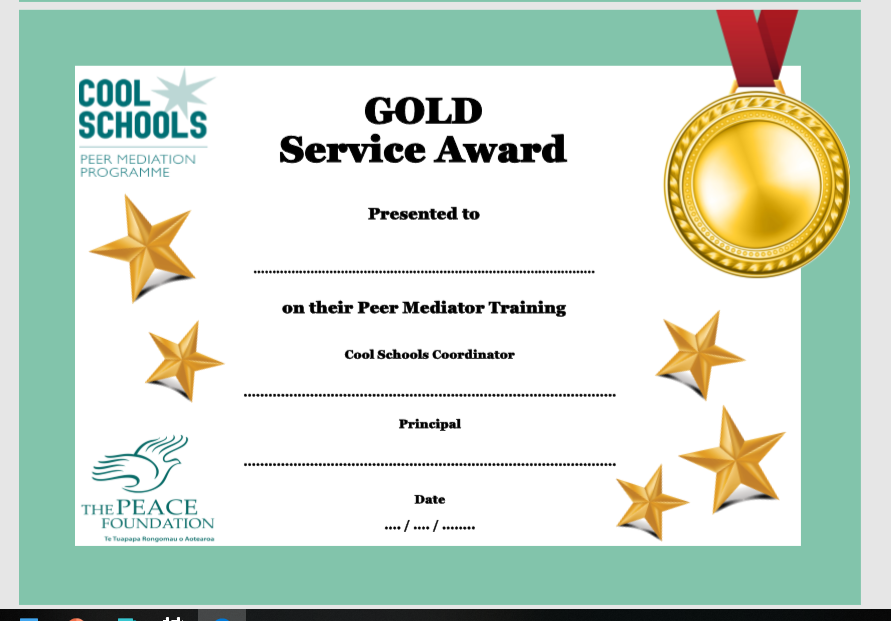 COOL
SCHOOLS
PEER MEDIATION
PROGRAMME
GOLD
Service Award
Presented to
................................................................................
on their Peer Mediator Training
Cool Schools Coordinator
................................................................................
Principal
................................................................................
Date
.... / .... / ........
THE PEACE
FOUNDATION
Te Tuapapa Rongomau o Aotearoa